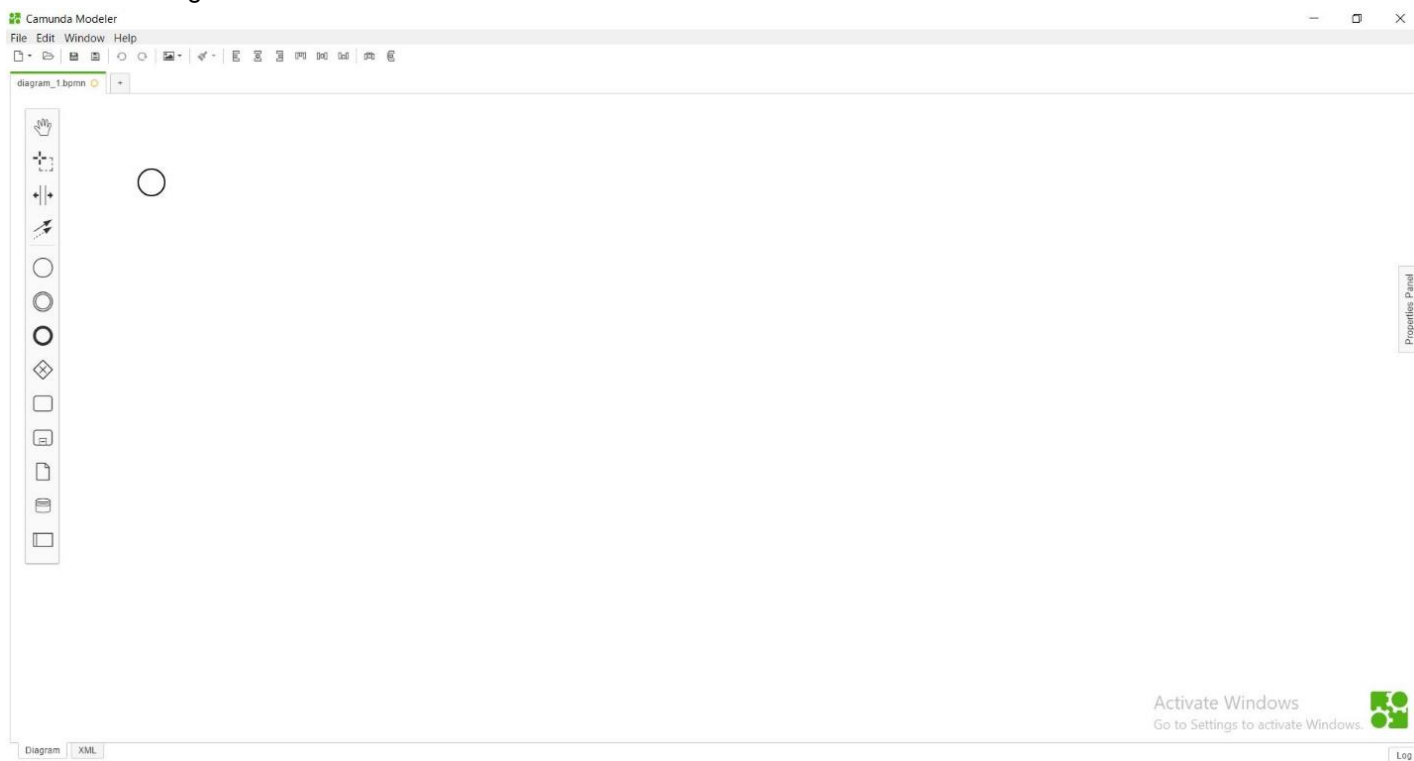 Camunda Modeler
File Edit Window Help
diagram_1.bpmn
+
Properties Panel
Activate Windows
Go to Settings to activate Windows.
Diagram XML
Log